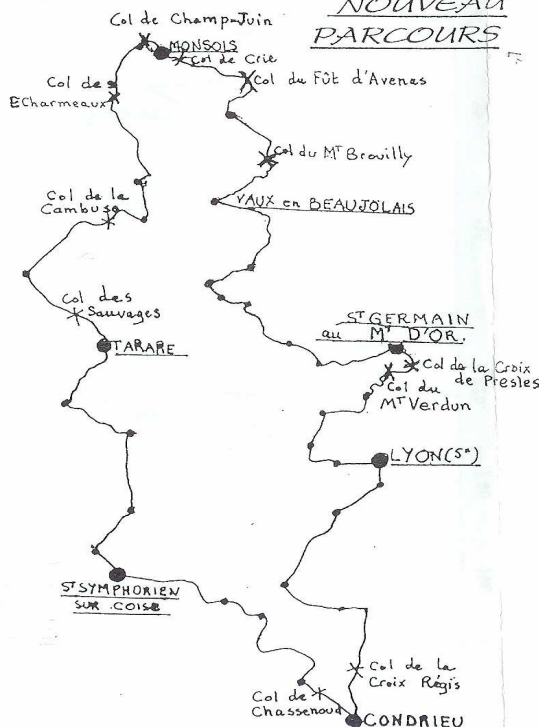 NOUVEAU
PARCOURS
Col de Champ-Juin
MONSOIS
Col de Crie
Col de
ECharmeaux
Col du Fût d'Avenas
Col du Mt Brouilly
Col de la
Cambuse
VAUX en BEAUJOLAIS
Col des
Sauvages
TARARE
ST GERMAIN
au Mt D'OR.
Col de la Croix
de Presles
Col du
MT Verdun
LYON (5e)
ST SYMPHORIEN
SUR COISE
Col de la
Croix Régis
Col de
Chassenoud
CONDRIEU